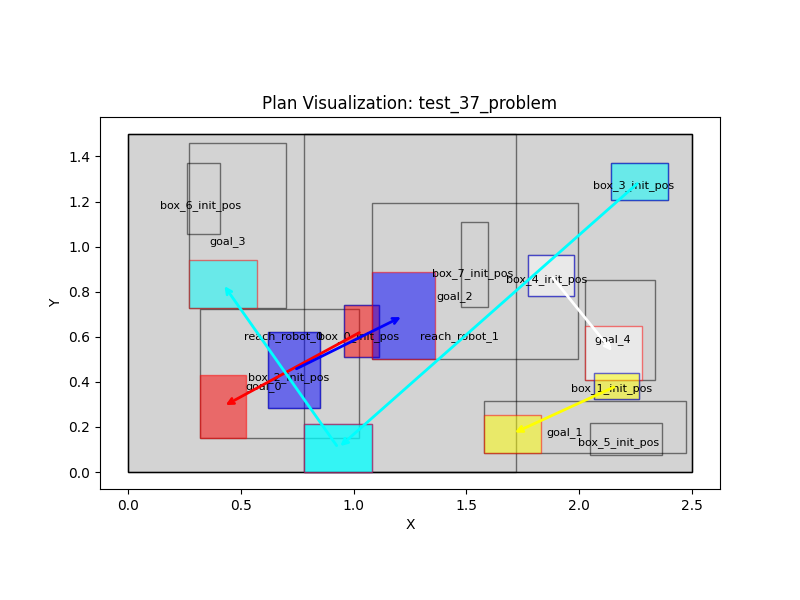 Plan Visualization: test_37_problem
1.4
1.2
1.0
0.8
0.6
0.4
0.2
0.0
Y
box_3_init_pos
box_6_init_pos
goal_3
box_7_init_pos
box_4_init_pos
goal_2
reach_robot_0
box_0_init_pos
reach_robot_1
goal_4
box_2_init_pos
goal_0
box_1_init_pos
goal_1
box_5_init_pos
0.0
0.5
1.0
1.5
2.0
2.5
X